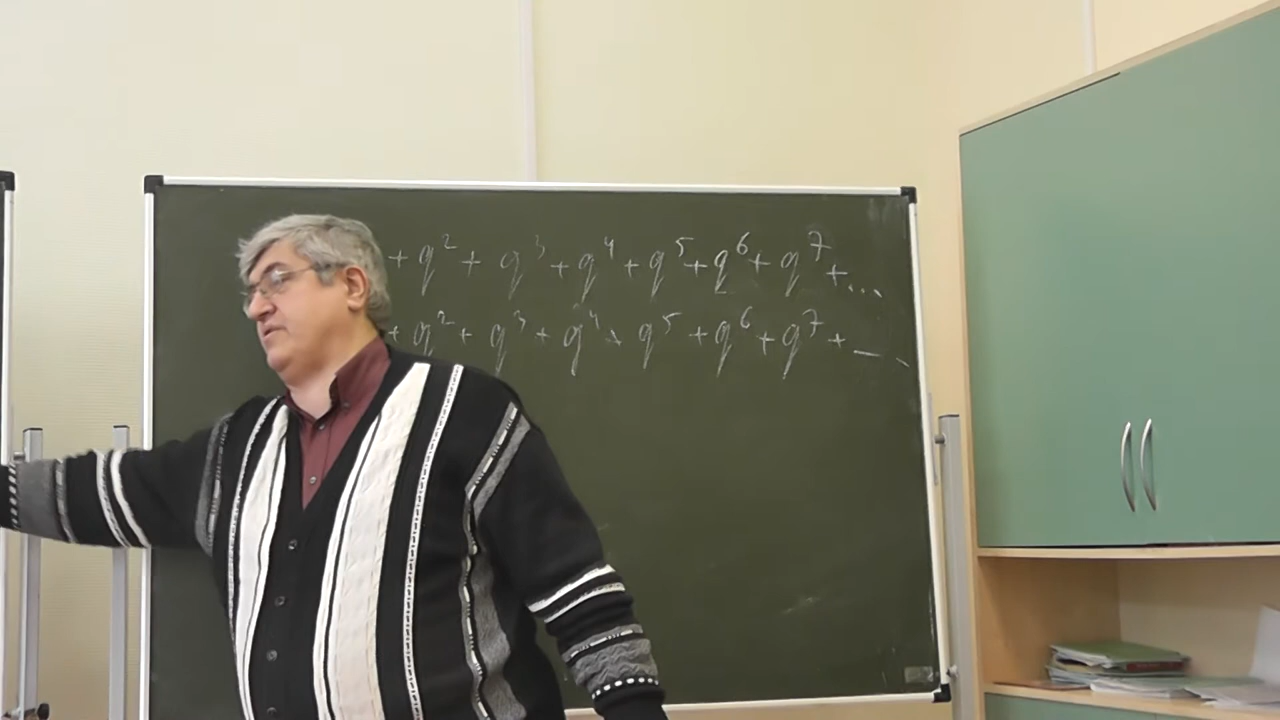 + q² + q³ + q⁴ + q⁵ + q⁶ + q⁷ + ...
+ q² + q³ + q⁴ + q⁵ + q⁶ + q⁷ + ...